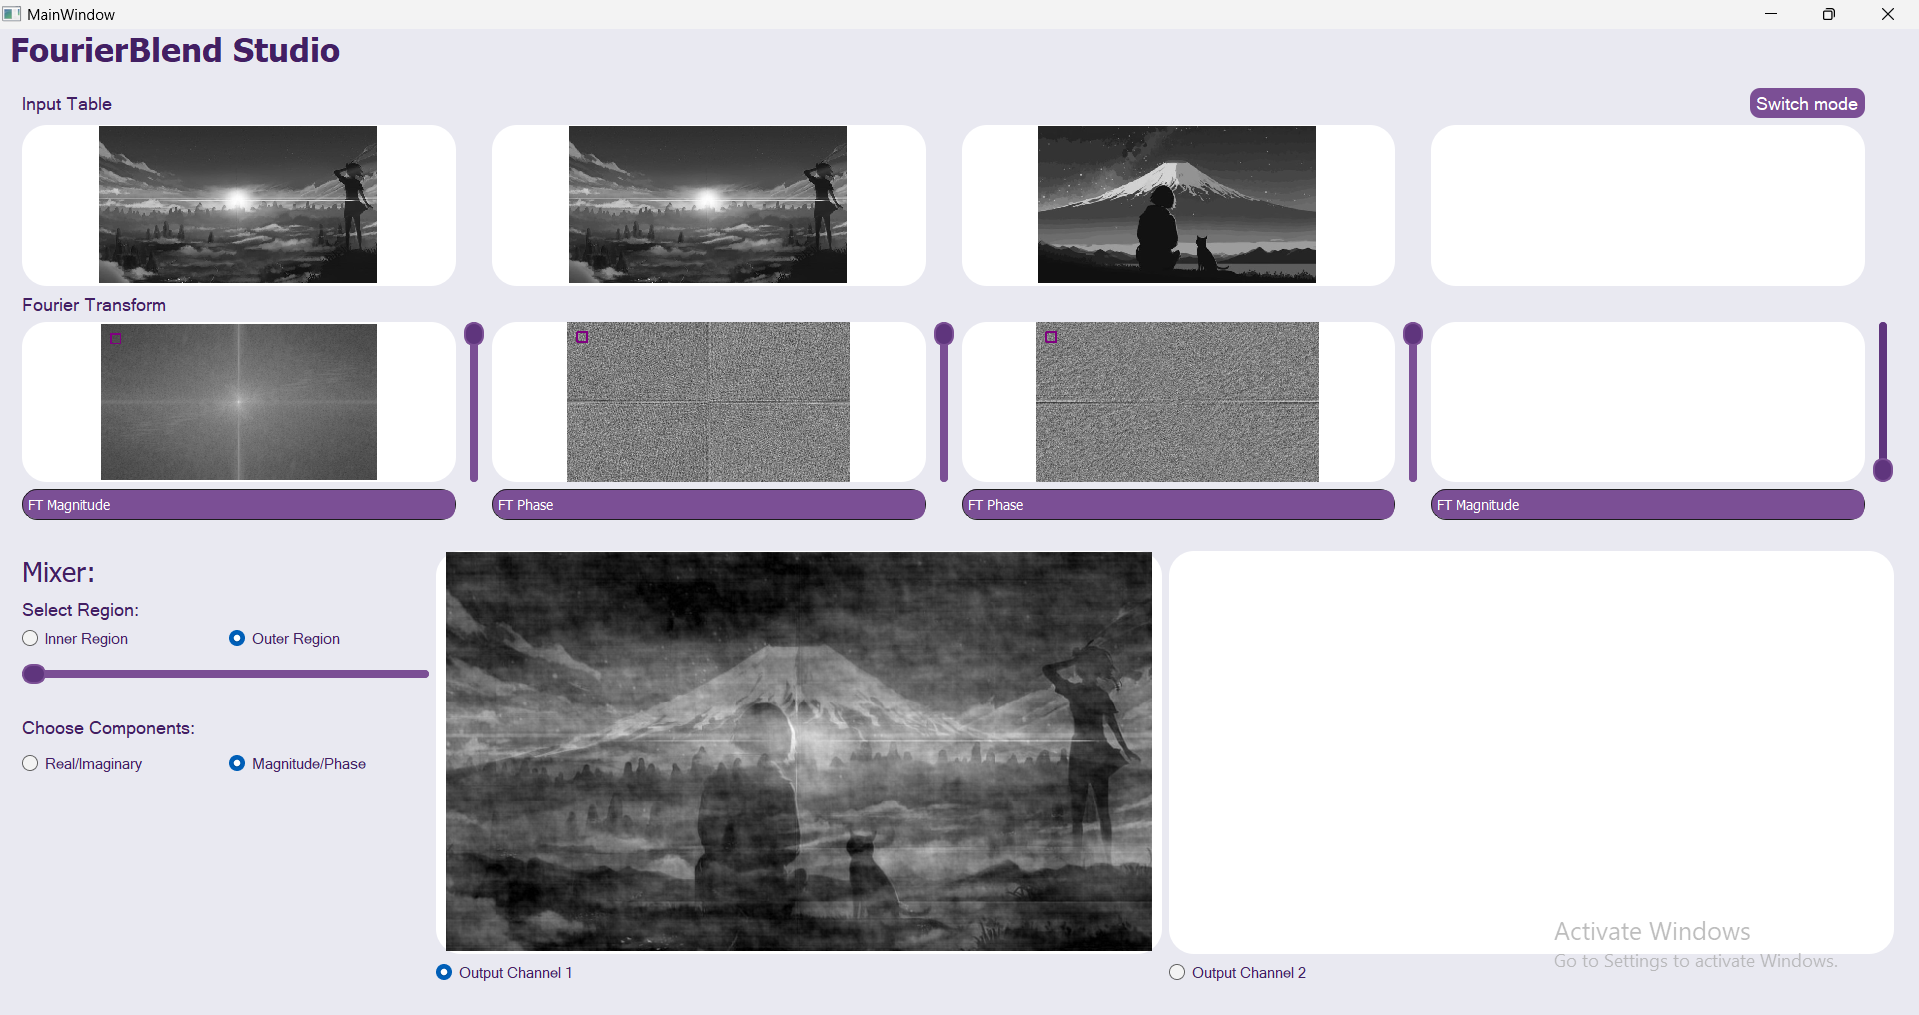 MainWindow
FourierBlend Studio
Input Table
Switch mode
Fourier Transform
FT Magnitude
FT Phase
FT Phase
FT Magnitude
Mixer:
Select Region:
Inner Region
Outer Region
Choose Components:
Real/Imaginary
Magnitude/Phase
Activate Windows
Go to Settings to activate Windows.
Output Channel 1
Output Channel 2